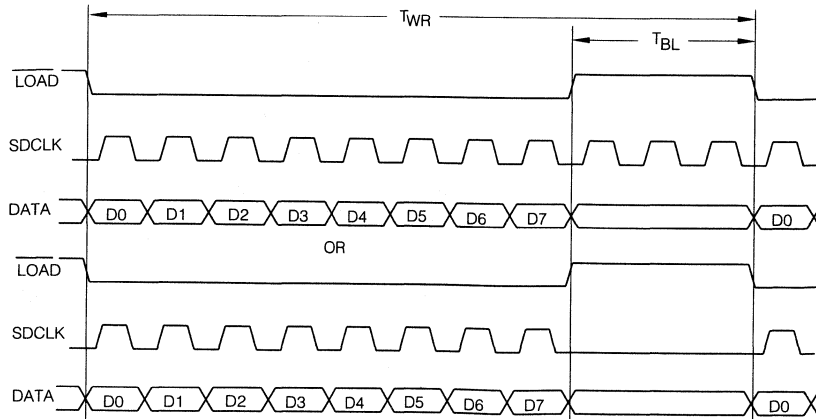 TWR
TBL
LOAD
SDCLK
DATA D0 D1 D2 D3 D4 D5 D6 D7 D0
OR
LOAD
SDCLK
DATA D0 D1 D2 D3 D4 D5 D6 D7 D0